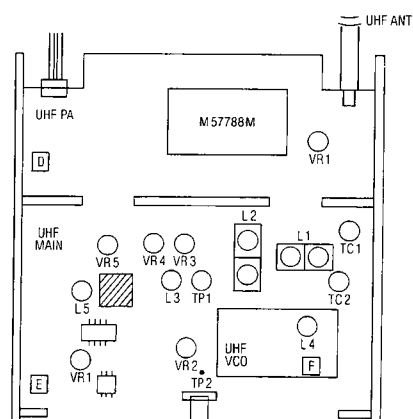 UHF ANT
UHF PA
M57788M
VR1
D
UHF
MAIN
L2
L1
TC1
VR5
VR4
VR3
L3
TP1
TC2
L5
UHF
VCO
L4
F
VR1
VR2
TP2
E